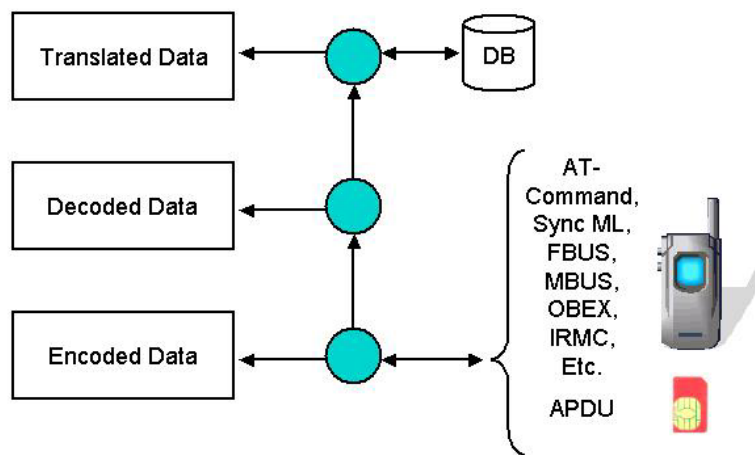 Translated Data
DB
Decoded Data
AT-
Command,
Sync ML,
FBUS,
MBUS,
OBEX,
IRMC,
Etc.
Encoded Data
APDU